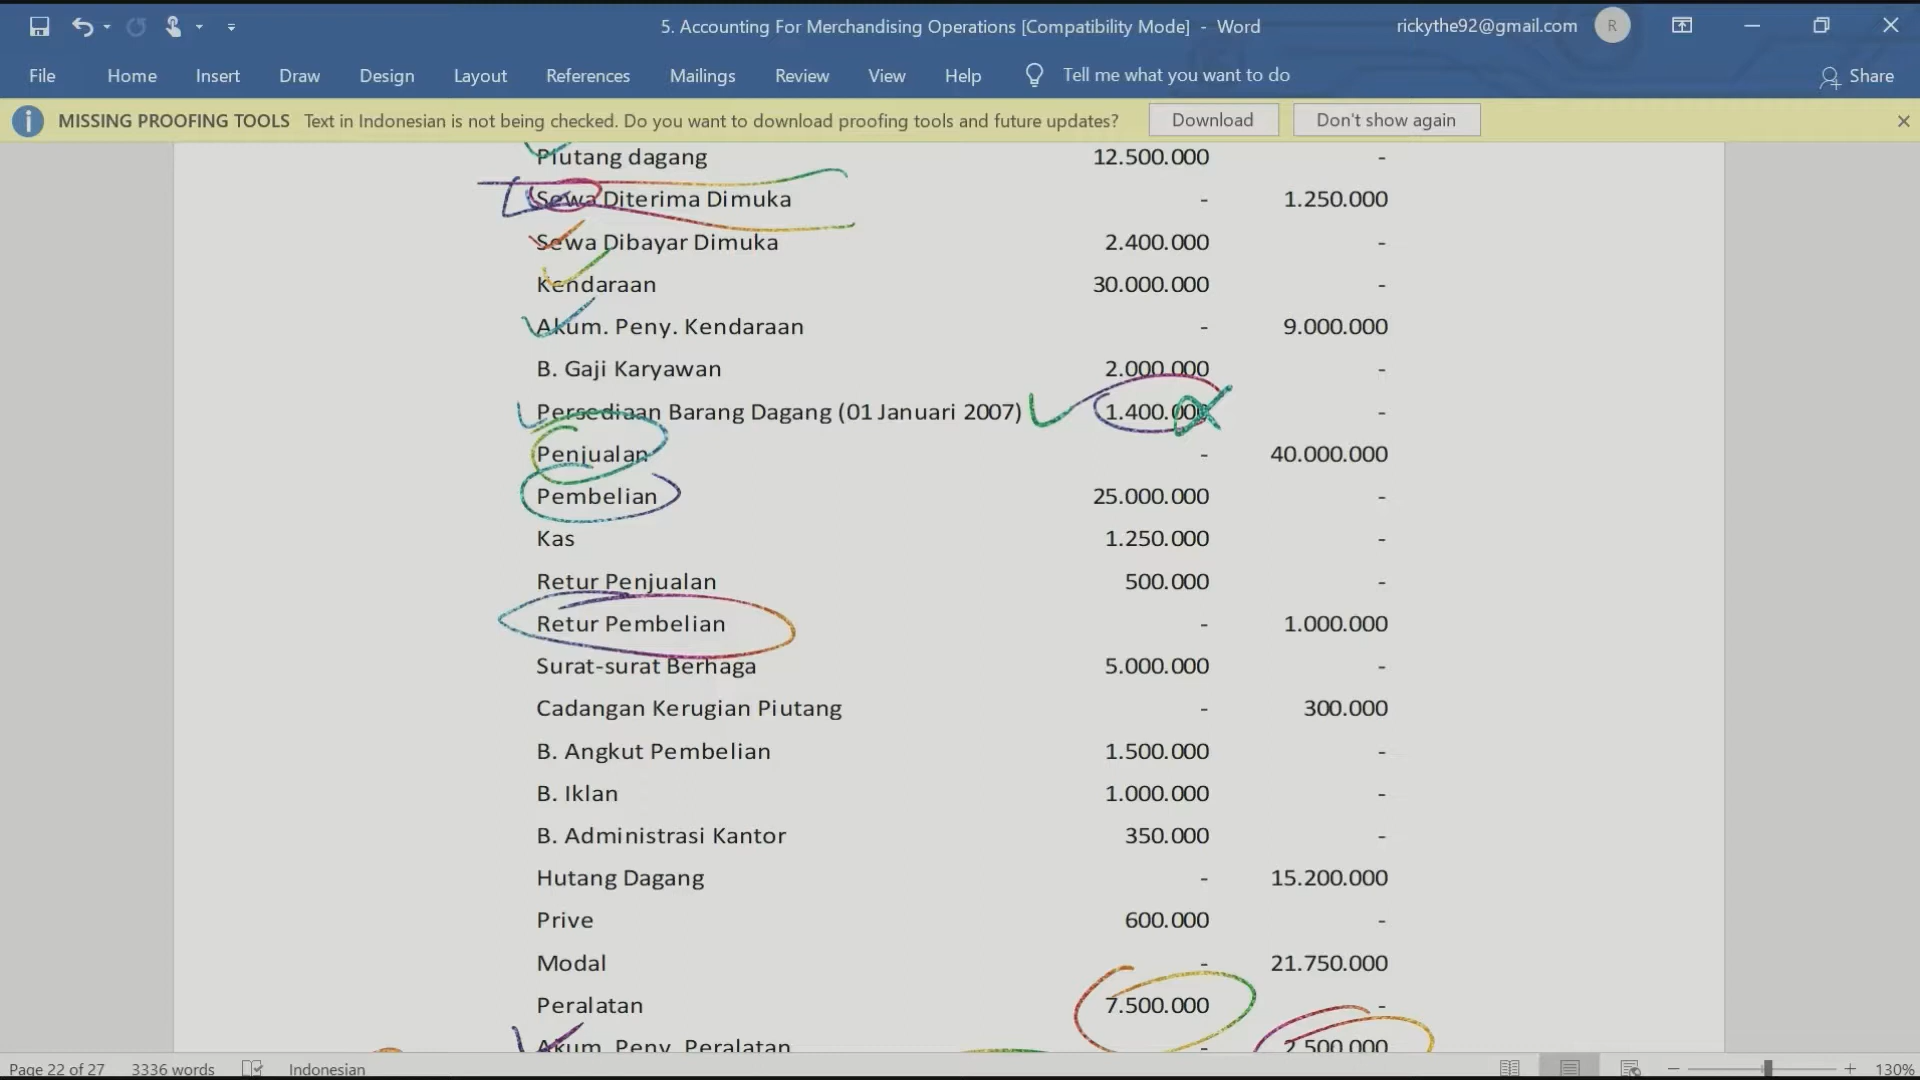 5. Accounting For Merchandising Operations [Compatibility Mode] - Word
rickythe92@gmail.com
R
File Home Insert Draw Design Layout References Mailings Review View Help Tell me what you want to do Share
MISSING PROOFING TOOLS Text in Indonesian is not being checked. Do you want to download proofing tools and future updates? Download Don't show again
Piutang dagang 12.500.000 -
Sewa Diterima Dimuka - 1.250.000
Sewa Dibayar Dimuka 2.400.000 -
Kendaraan 30.000.000 -
Akum. Peny. Kendaraan - 9.000.000
B. Gaji Karyawan 2.000.000 -
Persediaan Barang Dagang (01 Januari 2007) 1.400.000 -
Penjualan - 40.000.000
Pembelian 25.000.000 -
Kas 1.250.000 -
Retur Penjualan 500.000 -
Retur Pembelian - 1.000.000
Surat-surat Berhaga 5.000.000 -
Cadangan Kerugian Piutang - 300.000
B. Angkut Pembelian 1.500.000 -
B. Iklan 1.000.000 -
B. Administrasi Kantor 350.000 -
Hutang Dagang - 15.200.000
Prive 600.000 -
Modal - 21.750.000
Peralatan 7.500.000 -
Akum. Peny. Peralatan - 2.500.000
Page 22 of 27 3336 words Indonesian 130%